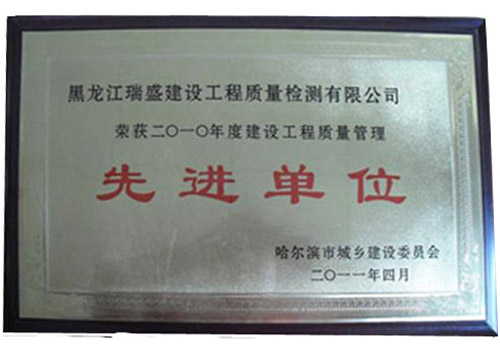 黑龙江瑞盛建设工程质量检测有限公司
荣获二〇一〇年度建设工程质量管理
先进单位
哈尔滨市城乡建设委员会
二〇一一年四月